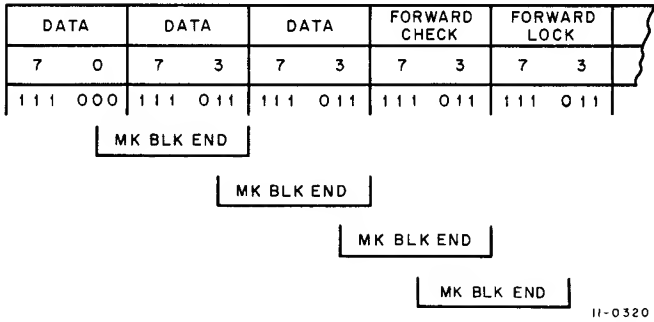 DATA DATA DATA FORWARD CHECK FORWARD LOCK
7 0 7 3 7 3 7 3 7 3
111 000 111 011 111 011 111 011 111 011
MK BLK END
MK BLK END
MK BLK END
MK BLK END
11-0320